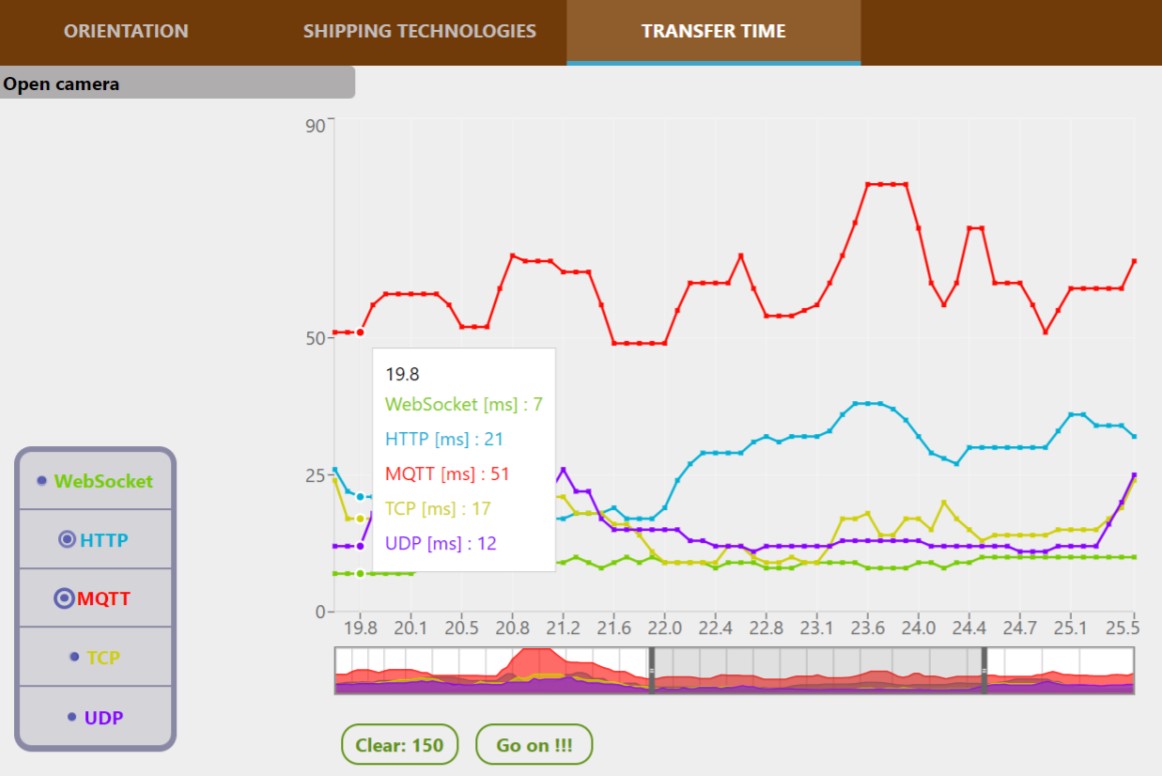 ORIENTATION
SHIPPING TECHNOLOGIES
TRANSFER TIME
Open camera
90
50
25
0
19.8
WebSocket [ms] : 7
HTTP [ms] : 21
MQTT [ms] : 51
TCP [ms] : 17
UDP [ms] : 12
WebSocket
HTTP
MQTT
TCP
UDP
19.8 20.1 20.5 20.8 21.2 21.6 22.0 22.4 22.8 23.1 23.6 24.0 24.4 24.7 25.1 25.5
Clear: 150
Go on !!!